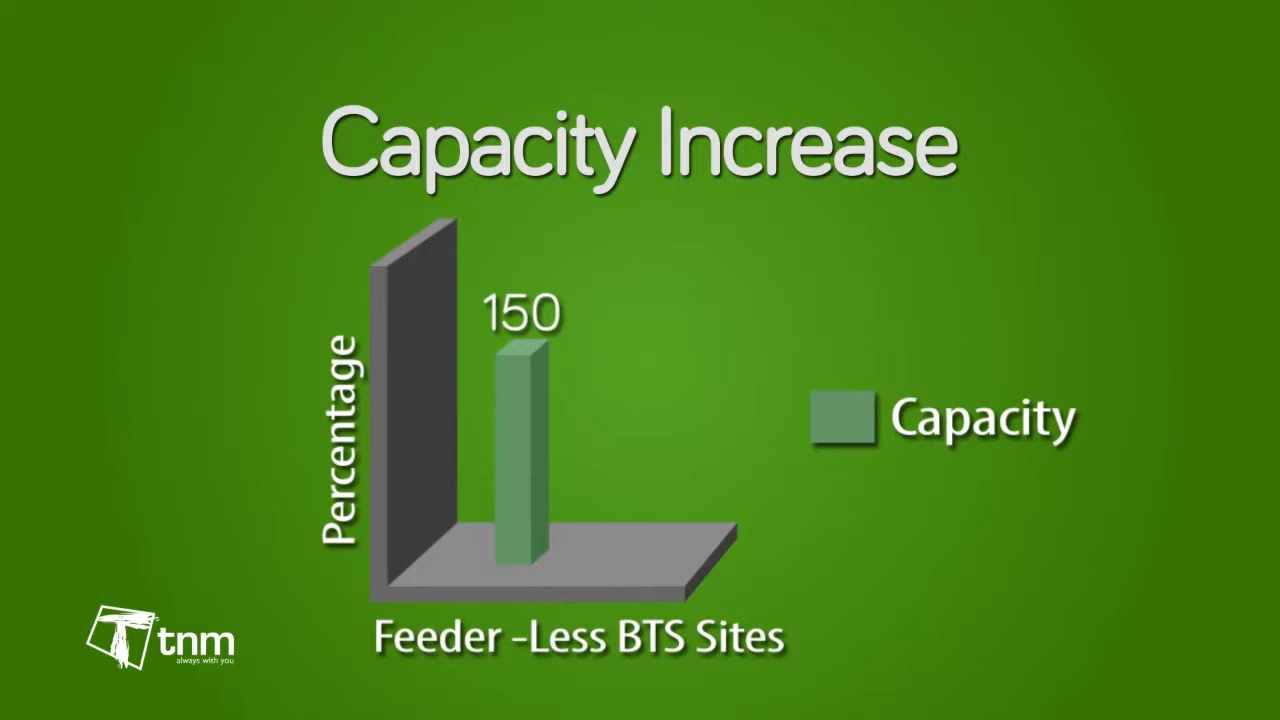 Capacity Increase
150
Percentage
Capacity
Feeder -Less BTS Sites
tnm
always with you